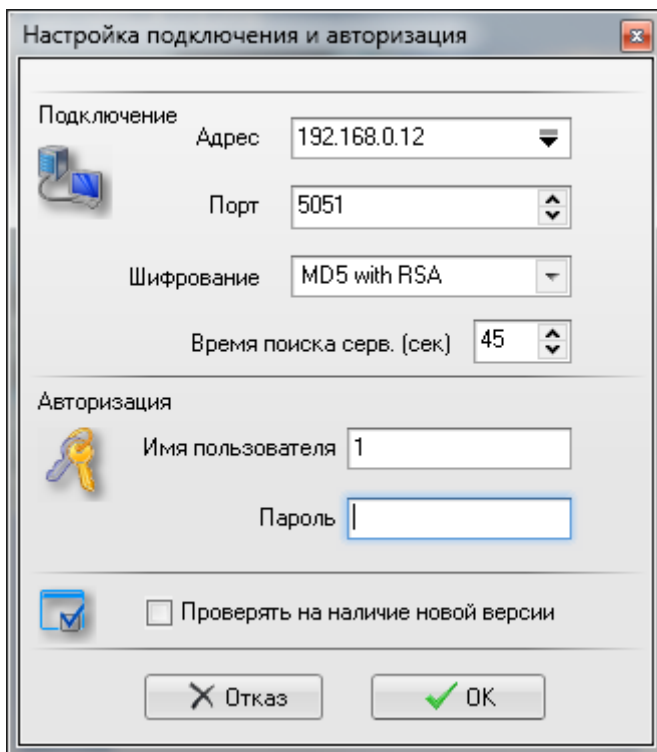 Настройка подключения и авторизация
Подключение
Адрес 192.168.0.12
Порт 5051
Шифрование MD5 with RSA
Время поиска серв. (сек) 45
Авторизация
Имя пользователя 1
Пароль
Проверять на наличие новой версии
Отказ OK